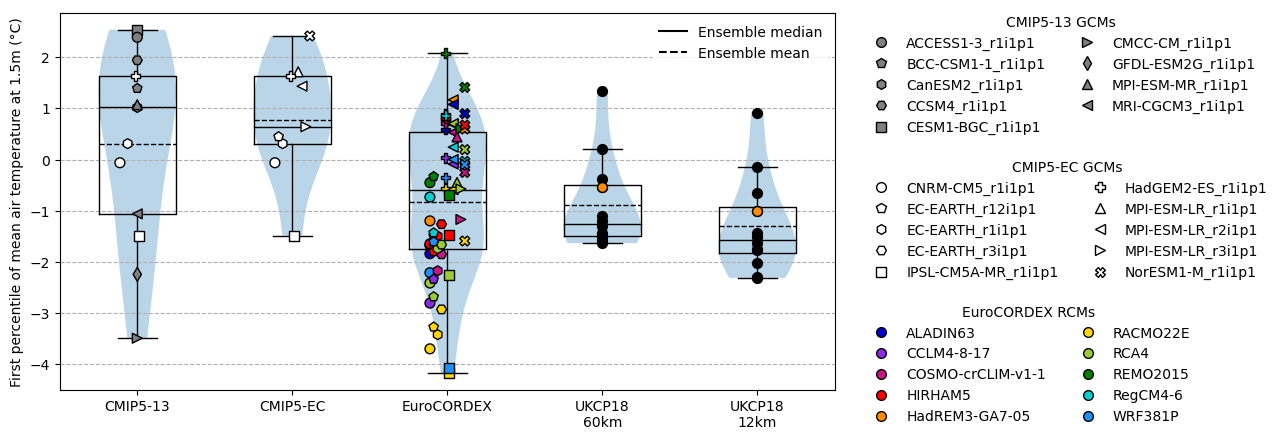 First percentile of mean air temperature at 1.5m (°C)
2
1
0
−1
−2
−3
−4
Ensemble median
Ensemble mean
CMIP5-13
CMIP5-EC
EuroCORDEX
UKCP18
60km
UKCP18
12km
CMIP5-13 GCMs
ACCESS1-3_r1i1p1
BCC-CSM1-1_r1i1p1
CanESM2_r1i1p1
CCSM4_r1i1p1
CESM1-BGC_r1i1p1
CMCC-CM_r1i1p1
GFDL-ESM2G_r1i1p1
MPI-ESM-MR_r1i1p1
MRI-CGCM3_r1i1p1
CMIP5-EC GCMs
CNRM-CM5_r1i1p1
EC-EARTH_r12i1p1
EC-EARTH_r1i1p1
EC-EARTH_r3i1p1
IPSL-CM5A-MR_r1i1p1
HadGEM2-ES_r1i1p1
MPI-ESM-LR_r1i1p1
MPI-ESM-LR_r2i1p1
MPI-ESM-LR_r3i1p1
NorESM1-M_r1i1p1
EuroCORDEX RCMs
ALADIN63
CCLM4-8-17
COSMO-crCLIM-v1-1
HIRHAM5
HadREM3-GA7-05
RACMO22E
RCA4
REMO2015
RegCM4-6
WRF381P